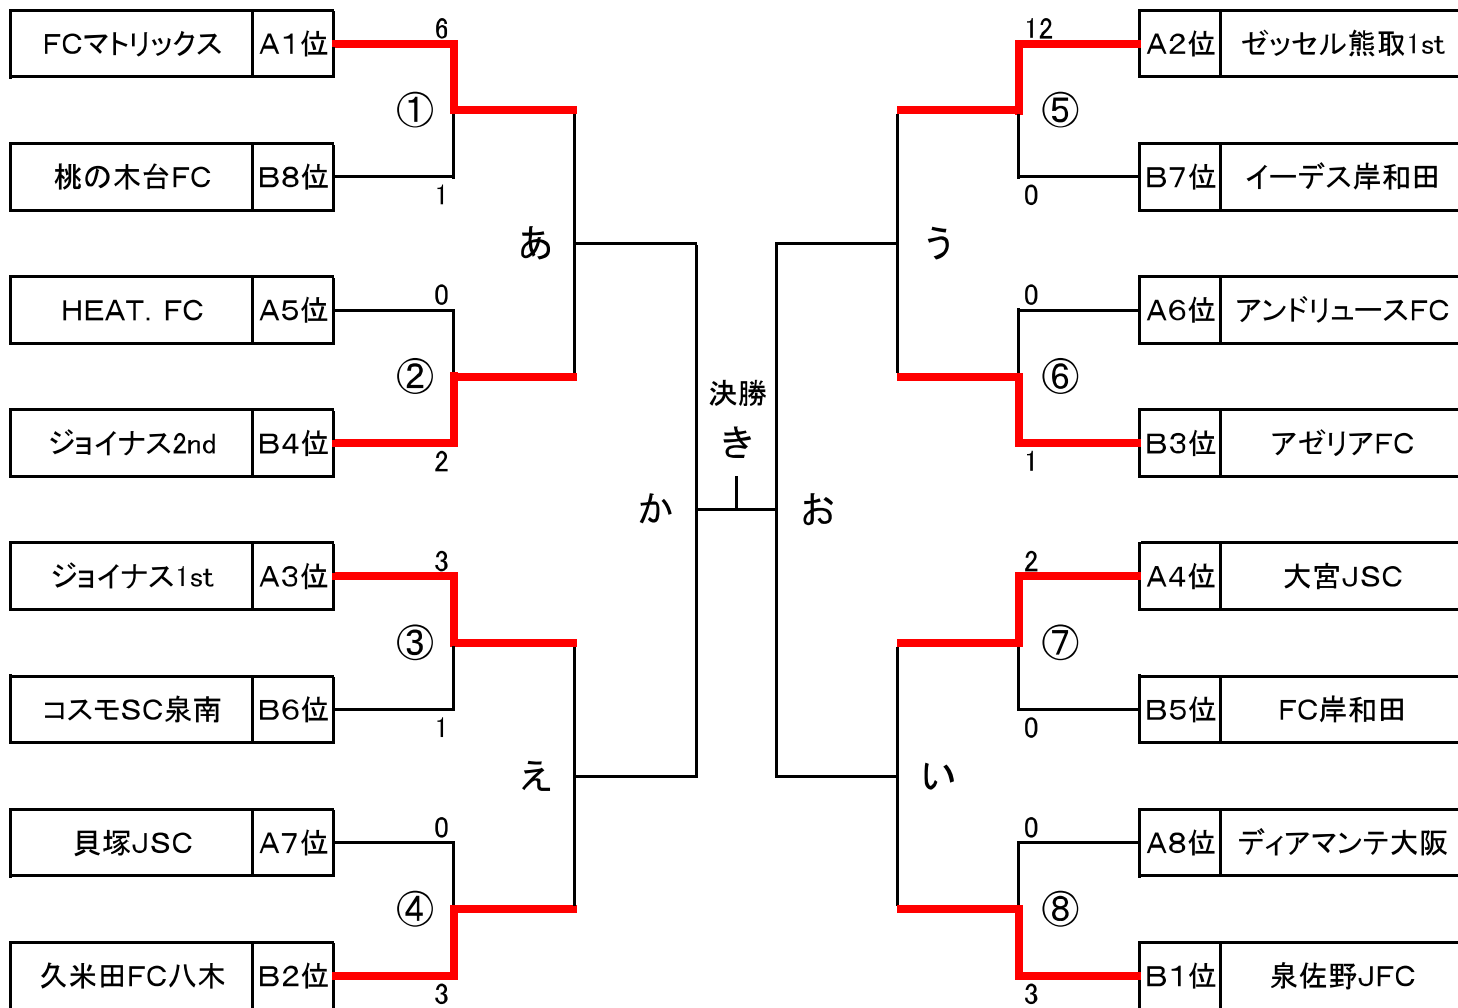 FCマトリックス A1位 6
① 
桃の木台FC B8位 1
あ
HEAT. FC A5位 0
②
ジョイナス2nd B4位 2
か
ジョイナス1st A3位 3
③
コスモSC泉南 B6位 1
え
貝塚JSC A7位 0
④
久米田FC八木 B2位 3
決勝
き
12 A2位 ゼッセル熊取1st
⑤
0 B7位 イーデス岸和田
う
0 A6位 アンドリュースFC
⑥
1 B3位 アゼリアFC
お
2 A4位 大宮JSC
⑦
0 B5位 FC岸和田
い
0 A8位 ディアマンテ大阪
⑧
3 B1位 泉佐野JFC